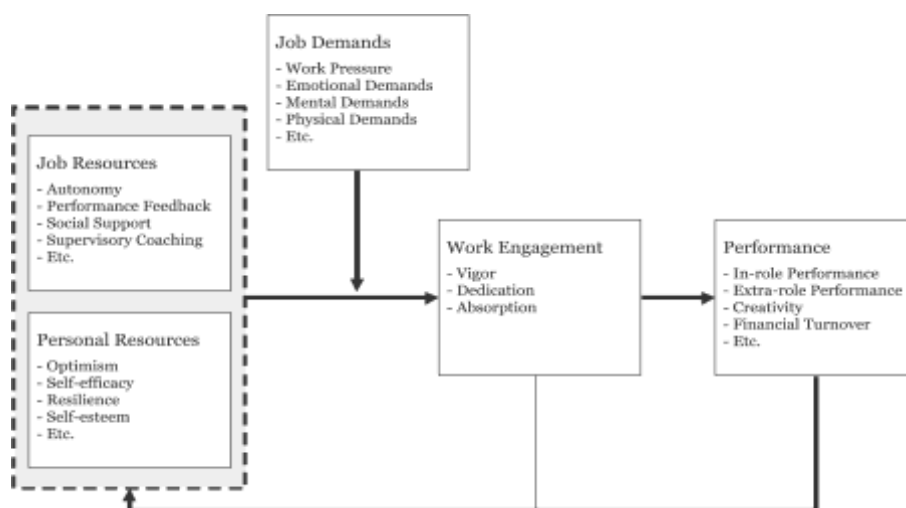 Job Demands
- Work Pressure
- Emotional Demands
- Mental Demands
- Physical Demands
- Etc.
Job Resources
- Autonomy
- Performance Feedback
- Social Support
- Supervisory Coaching
- Etc.
Personal Resources
- Optimism
- Self-efficacy
- Resilience
- Self-esteem
- Etc.
Work Engagement
- Vigor
- Dedication
- Absorption
Performance
- In-role Performance
- Extra-role Performance
- Creativity
- Financial Turnover
- Etc.